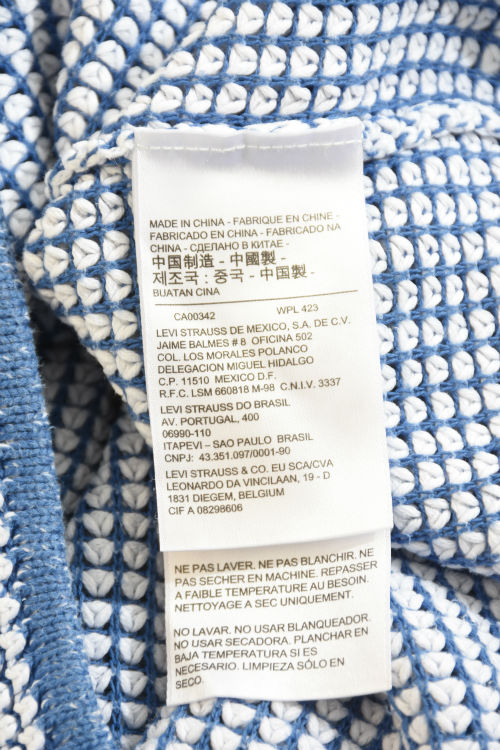 MADE IN CHINA - FABRIQUE EN CHINE -
FABRICADO EN CHINA - FABRICADO NA
CHINA - СДЕЛАНО В КИТАЕ -
中国制造 - 中國製 -
제조국 : 중국 - 中国製 -
BUATAN CINA
CA00342 WPL 423
LEVI STRAUSS DE MEXICO, S.A. DE C.V.
JAIME BALMES # 8 OFICINA 502
COL. LOS MORALES POLANCO
DELEGACION MIGUEL HIDALGO
C.P. 11510 MEXICO D.F.
R.F.C. LSM 660818 M-98 C.N.I.V. 3337
LEVI STRAUSS DO BRASIL
AV. PORTUGAL, 400
06990-110
ITAPEVI – SAO PAULO BRASIL
CNPJ: 43.351.097/0001-90
LEVI STRAUSS & CO. EU SCA/CVA
LEONARDO DA VINCILAAN, 19 - D
1831 DIEGEM, BELGIUM
CIF A 08298606
NE PAS LAVER. NE PAS BLANCHIR. NE
PAS SECHER EN MACHINE. REPASSER
A FAIBLE TEMPERATURE AU BESOIN.
NETTOYAGE A SEC UNIQUEMENT.
NO LAVAR. NO USAR BLANQUEADOR.
NO USAR SECADORA. PLANCHAR EN
BAJA TEMPERATURA SI ES
NECESARIO. LIMPIEZA SÓLO EN
SECO.